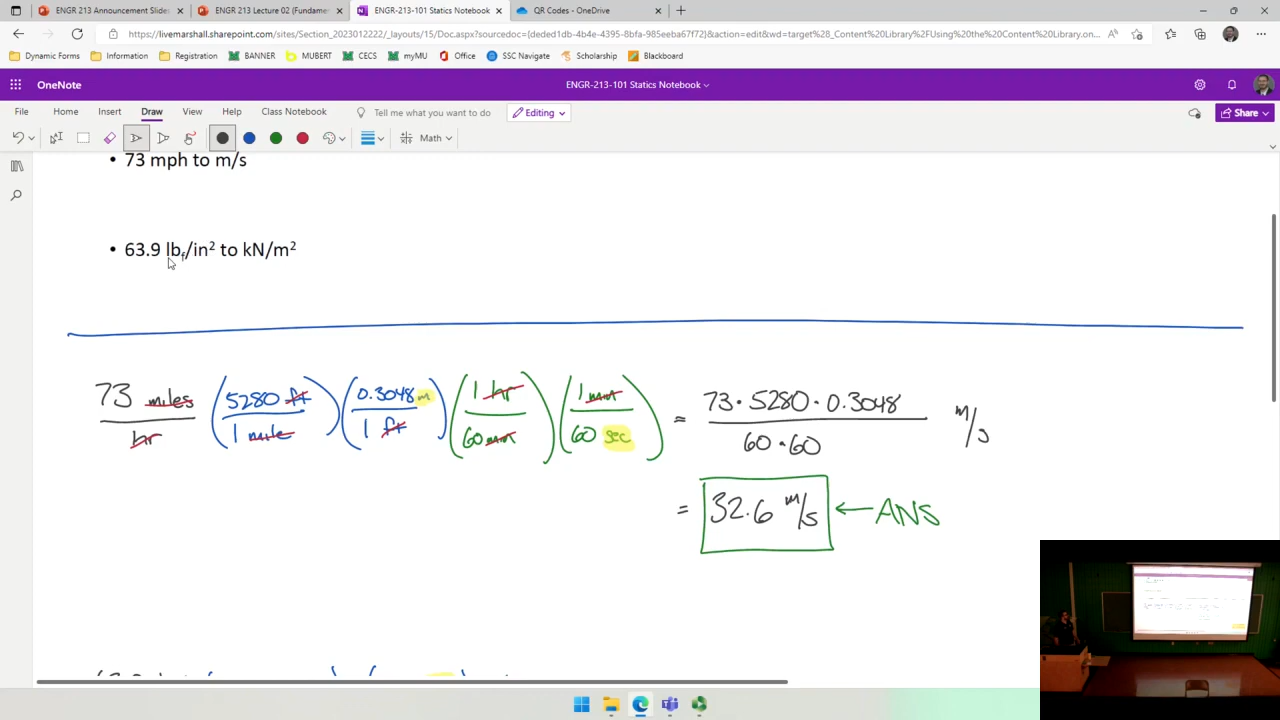 ENGR 213 Announcement Slides
ENGR 213 Lecture 02 (Fundame
ENGR-213-101 Statics Notebook
QR Codes - OneDrive
https://livemarshall.sharepoint.com/sites/Section_2023012222/_layouts/15/Doc.aspx?sourcedoc={deded1db-4b4e-4395-8bfa-985eeba67f72}&action=edit&wd=target%28_Content%20Library%2FUsing%20the%20Content%20Library.on...
Dynamic Forms
Information
Registration
BANNER
MUBERT
CECS
myMU
Office
SSC Navigate
Scholarship
Blackboard
OneNote
ENGR-213-101 Statics Notebook
File
Home
Insert
Draw
View
Help
Class Notebook
Tell me what you want to do
Editing
Share
Math
• 73 mph to m/s
• 63.9 lbf/in² to kN/m²
73 miles/hr (5280 ft/1 mile)(0.3048 m/1 ft)(1 hr/60 min)(1 min/60 sec) = 73·5280·0.3048/60·60 m/s
= 32.6 m/s ← ANS